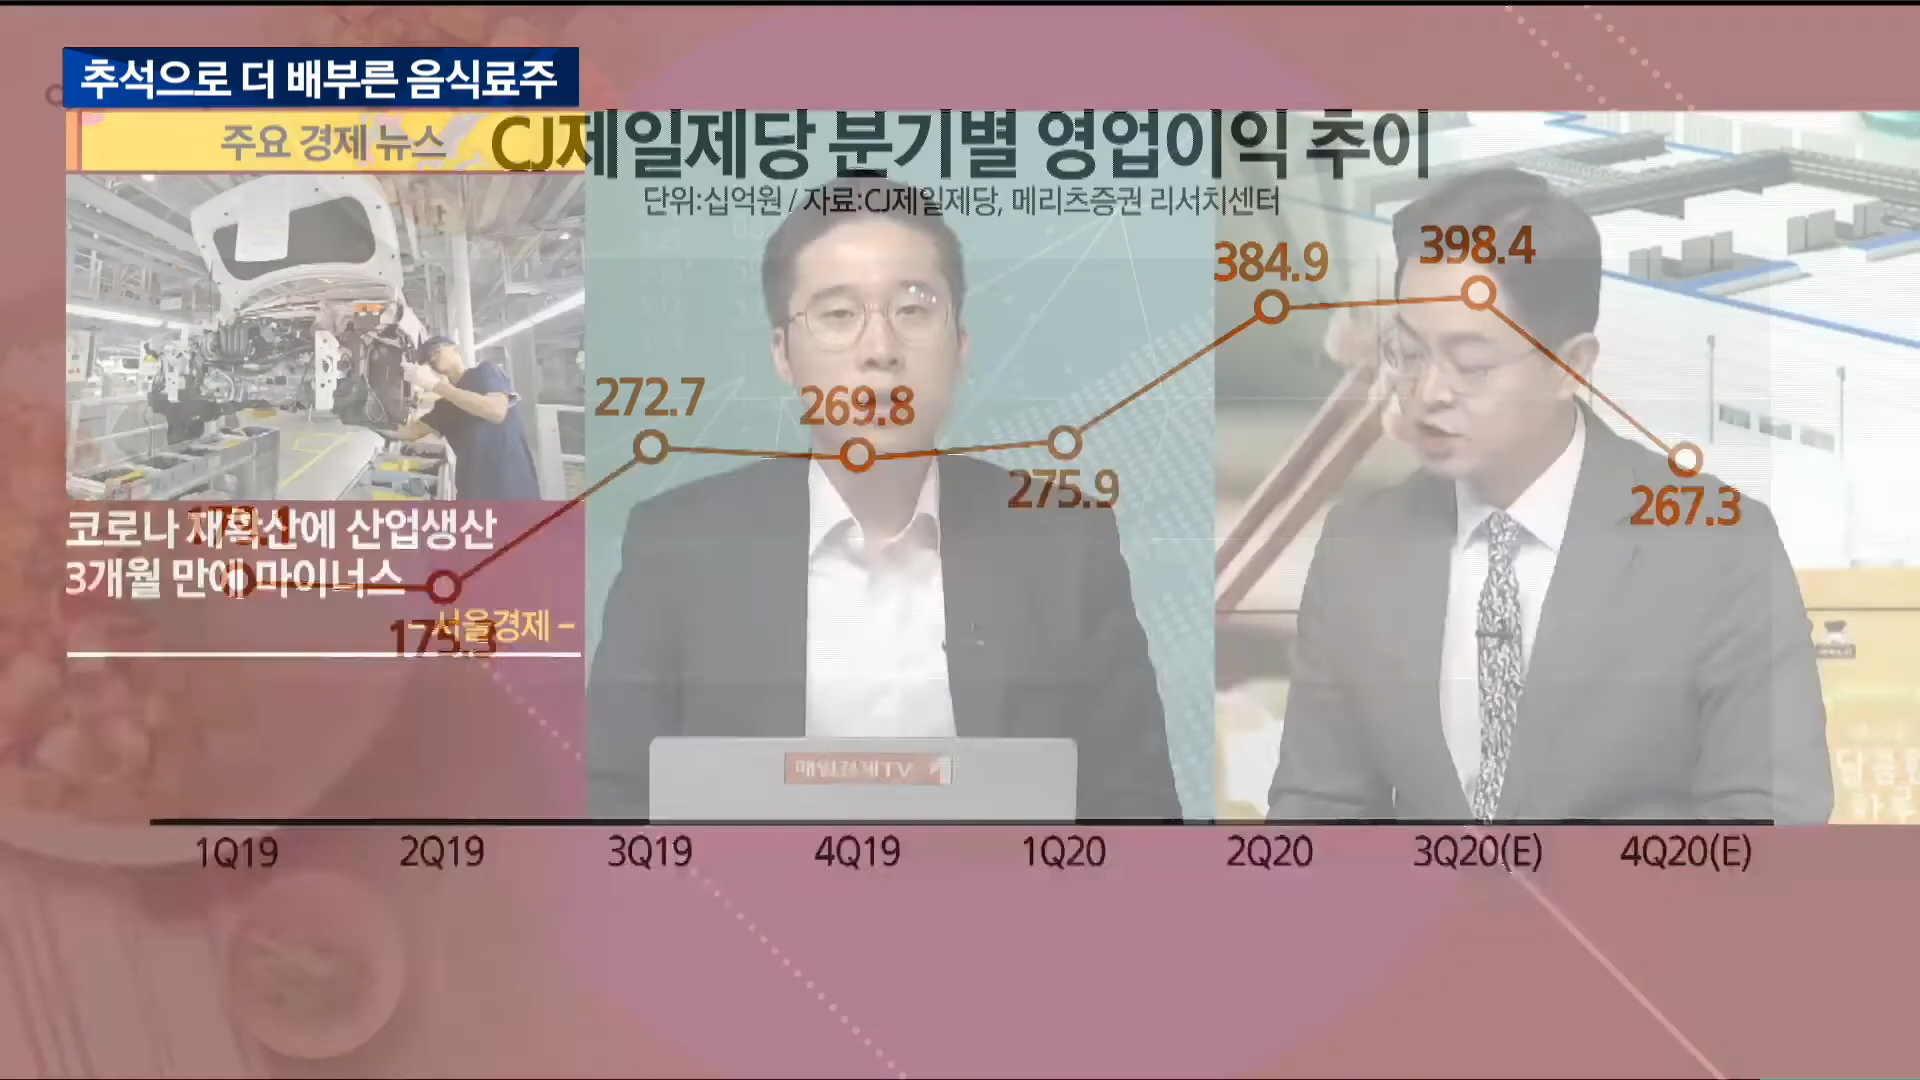 추석으로 더 배부른 음식료주
주요 경제 뉴스
CJ제일제당 분기별 영업이익 추이
단위:십억원 / 자료:CJ제일제당, 메리츠증권 리서치센터
384.9
398.4
272.7
269.8
275.9
267.3
코로나 재확산에 산업생산
3개월 만에 마이너스
- 서울경제 -
175.3
매일경제TV
1Q19
2Q19
3Q19
4Q19
1Q20
2Q20
3Q20(E)
4Q20(E)